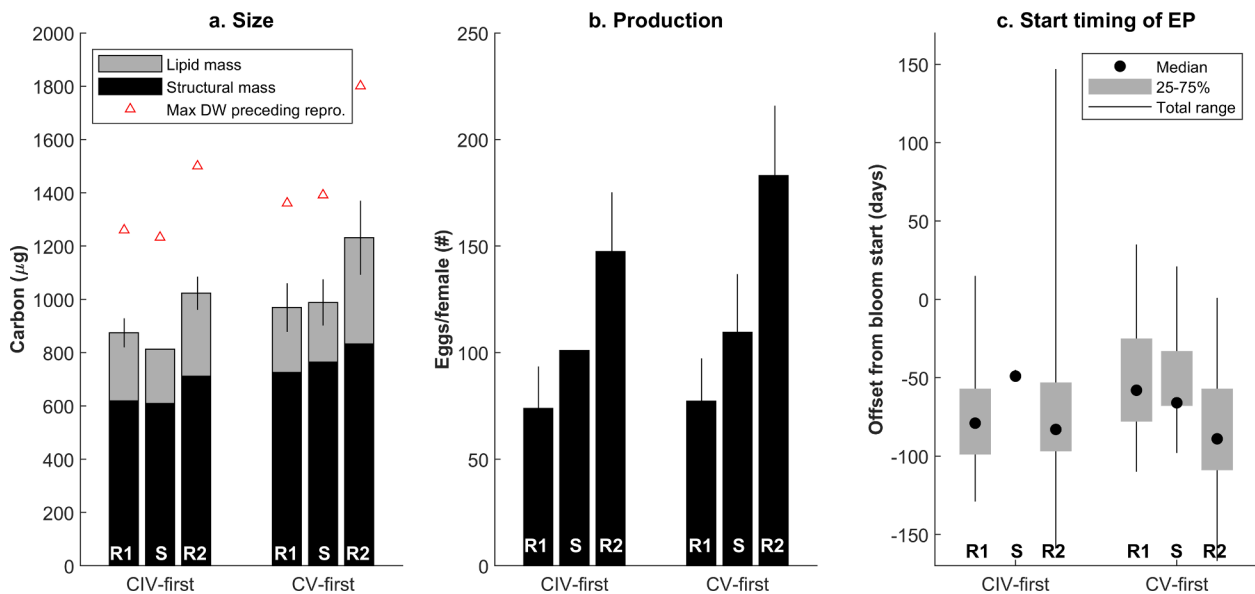 a. Size
2000
1800
1600
1400
1200
1000
800
600
400
200
0
Carbon (µg)
Lipid mass
Structural mass
Max DW preceding repro.
R1 S R2 R1 S R2
CIV-first CV-first
b. Production
250
200
150
100
50
0
Eggs/female (#)
R1 S R2 R1 S R2
CIV-first CV-first
c. Start timing of EP
150
100
50
0
-50
-100
-150
Offset from bloom start (days)
Median
25-75%
Total range
R1 S R2 R1 S R2
CIV-first CV-first